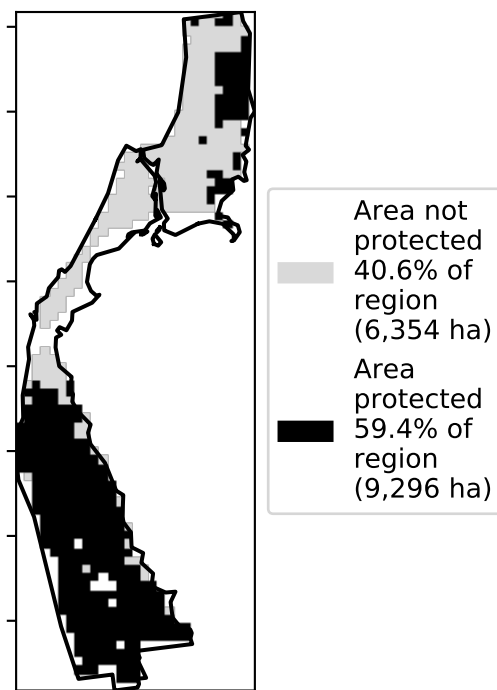 Area not
protected
40.6% of
region
(6,354 ha)
Area
protected
59.4% of
region
(9,296 ha)